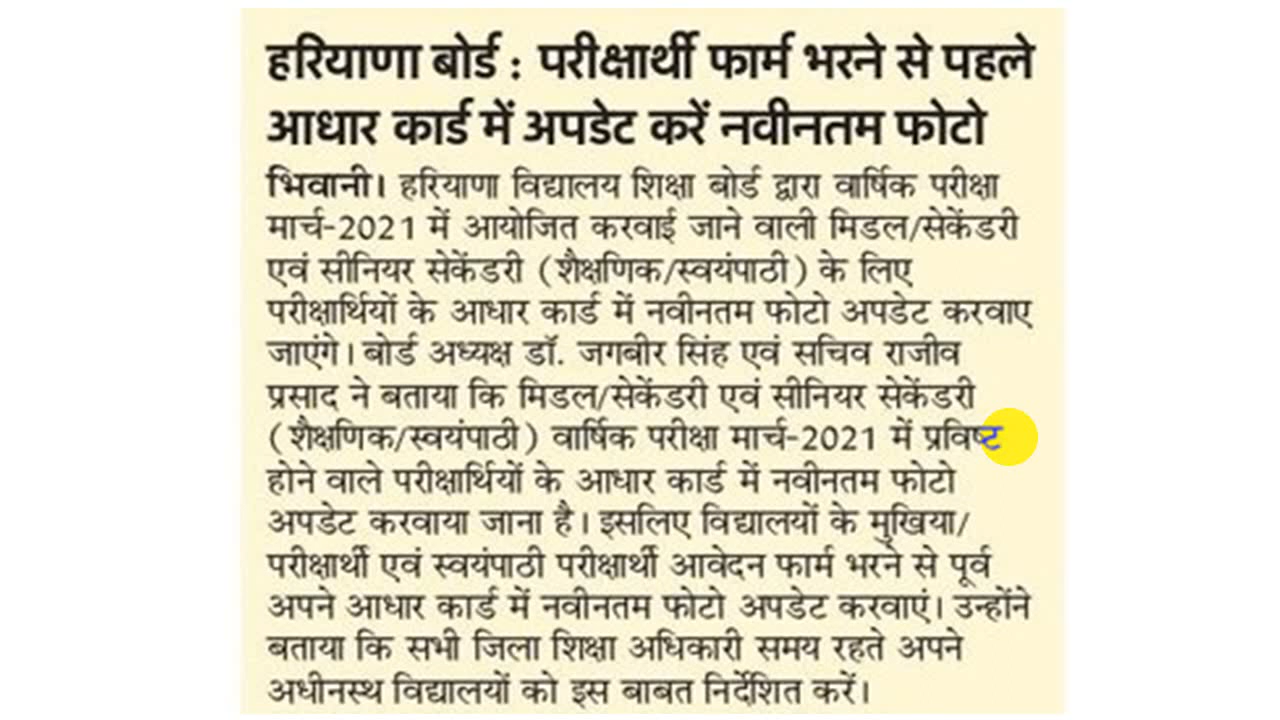 हरियाणा बोर्ड : परीक्षार्थी फार्म भरने से पहले
आधार कार्ड में अपडेट करें नवीनतम फोटो
भिवानी। हरियाणा विद्यालय शिक्षा बोर्ड द्वारा वार्षिक परीक्षा
मार्च-2021 में आयोजित करवाई जाने वाली मिडल/सेकेंडरी
एवं सीनियर सेकेंडरी (शैक्षणिक/स्वयंपाठी) के लिए
परीक्षार्थियों के आधार कार्ड में नवीनतम फोटो अपडेट करवाए
जाएंगे। बोर्ड अध्यक्ष डॉ. जगबीर सिंह एवं सचिव राजीव
प्रसाद ने बताया कि मिडल/सेकेंडरी एवं सीनियर सेकेंडरी
(शैक्षणिक/स्वयंपाठी) वार्षिक परीक्षा मार्च-2021 में प्रविष्ट
होने वाले परीक्षार्थियों के आधार कार्ड में नवीनतम फोटो
अपडेट करवाया जाना है। इसलिए विद्यालयों के मुखिया/
परीक्षार्थी एवं स्वयंपाठी परीक्षार्थी आवेदन फार्म भरने से पूर्व
अपने आधार कार्ड में नवीनतम फोटो अपडेट करवाएं। उन्होंने
बताया कि सभी जिला शिक्षा अधिकारी समय रहते अपने
अधीनस्थ विद्यालयों को इस बाबत निर्देशित करें।